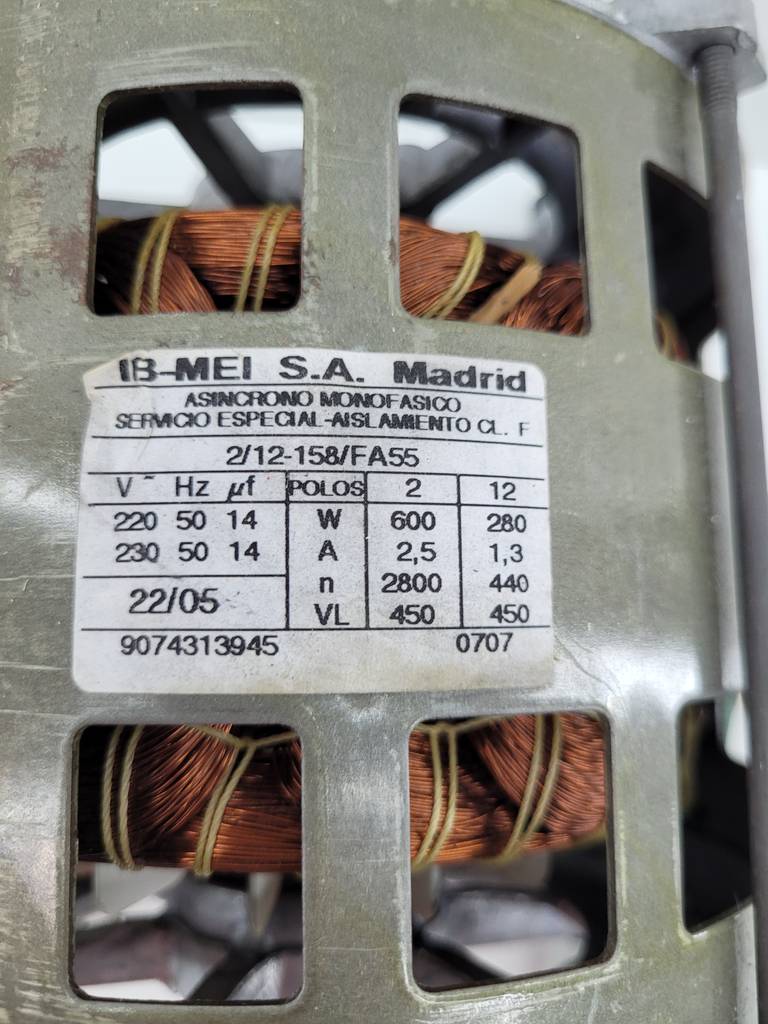 IB-MEI S.A. Madrid
ASINCRONO MONOFASICO
SERVICIO ESPECIAL-AISLAMIENTO CL. F
2/12-158/FA55
V~ Hz µf POLOS 2 12
220 50 14 W 600 280
230 50 14 A 2,5 1,3
n 2800 440
22/05 VL 450 450
9074313945 0707